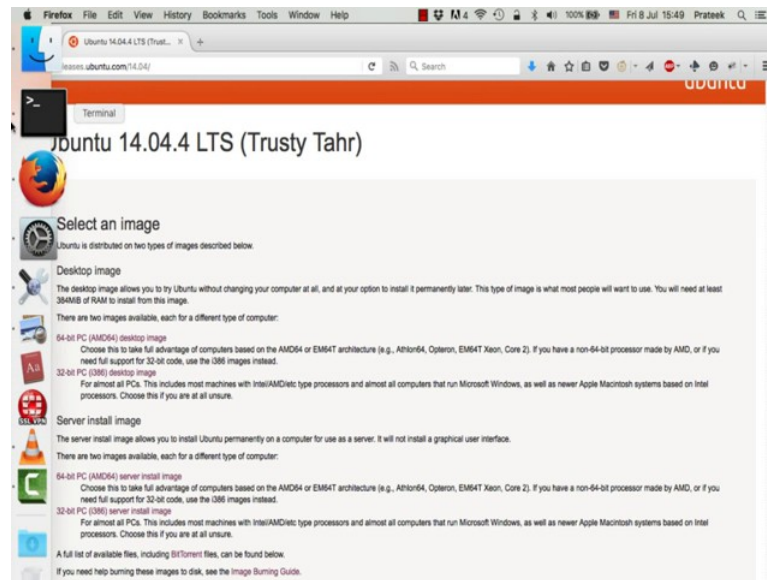 Firefox File Edit View History Bookmarks Tools Window Help 4 100% Fri 8 Jul 15:49 Prateek
Ubuntu 14.04.4 LTS (Trust...
eleases.ubuntu.com/14.04/ Search
ubuntu
Terminal
Ubuntu 14.04.4 LTS (Trusty Tahr)
Select an image
Ubuntu is distributed on two types of images described below.
Desktop image
The desktop image allows you to try Ubuntu without changing your computer at all, and at your option to install it permanently later. This type of image is what most people will want to use. You will need at least
384MiB of RAM to install from this image.
There are two images available, each for a different type of computer:
64-bit PC (AMD64) desktop image
Choose this to take full advantage of computers based on the AMD64 or EM64T architecture (e.g., Athlon64, Opteron, EM64T Xeon, Core 2). If you have a non-64-bit processor made by AMD, or if you
need full support for 32-bit code, use the i386 images instead.
32-bit PC (i386) desktop image
For almost all PCs. This includes most machines with Intel/AMD/etc type processors and almost all computers that run Microsoft Windows, as well as newer Apple Macintosh systems based on Intel
processors. Choose this if you are at all unsure.
Server install image
The server install image allows you to install Ubuntu permanently on a computer for use as a server. It will not install a graphical user interface.
There are two images available, each for a different type of computer:
64-bit PC (AMD64) server install image
Choose this to take full advantage of computers based on the AMD64 or EM64T architecture (e.g., Athlon64, Opteron, EM64T Xeon, Core 2). If you have a non-64-bit processor made by AMD, or if you
need full support for 32-bit code, use the i386 images instead.
32-bit PC (i386) server install image
For almost all PCs. This includes most machines with Intel/AMD/etc type processors and almost all computers that run Microsoft Windows, as well as newer Apple Macintosh systems based on Intel
processors. Choose this if you are at all unsure.
A full list of available files, including BitTorrent files, can be found below.
If you need help burning these images to disk, see the Image Burning Guide.
Aa
SSL VPN